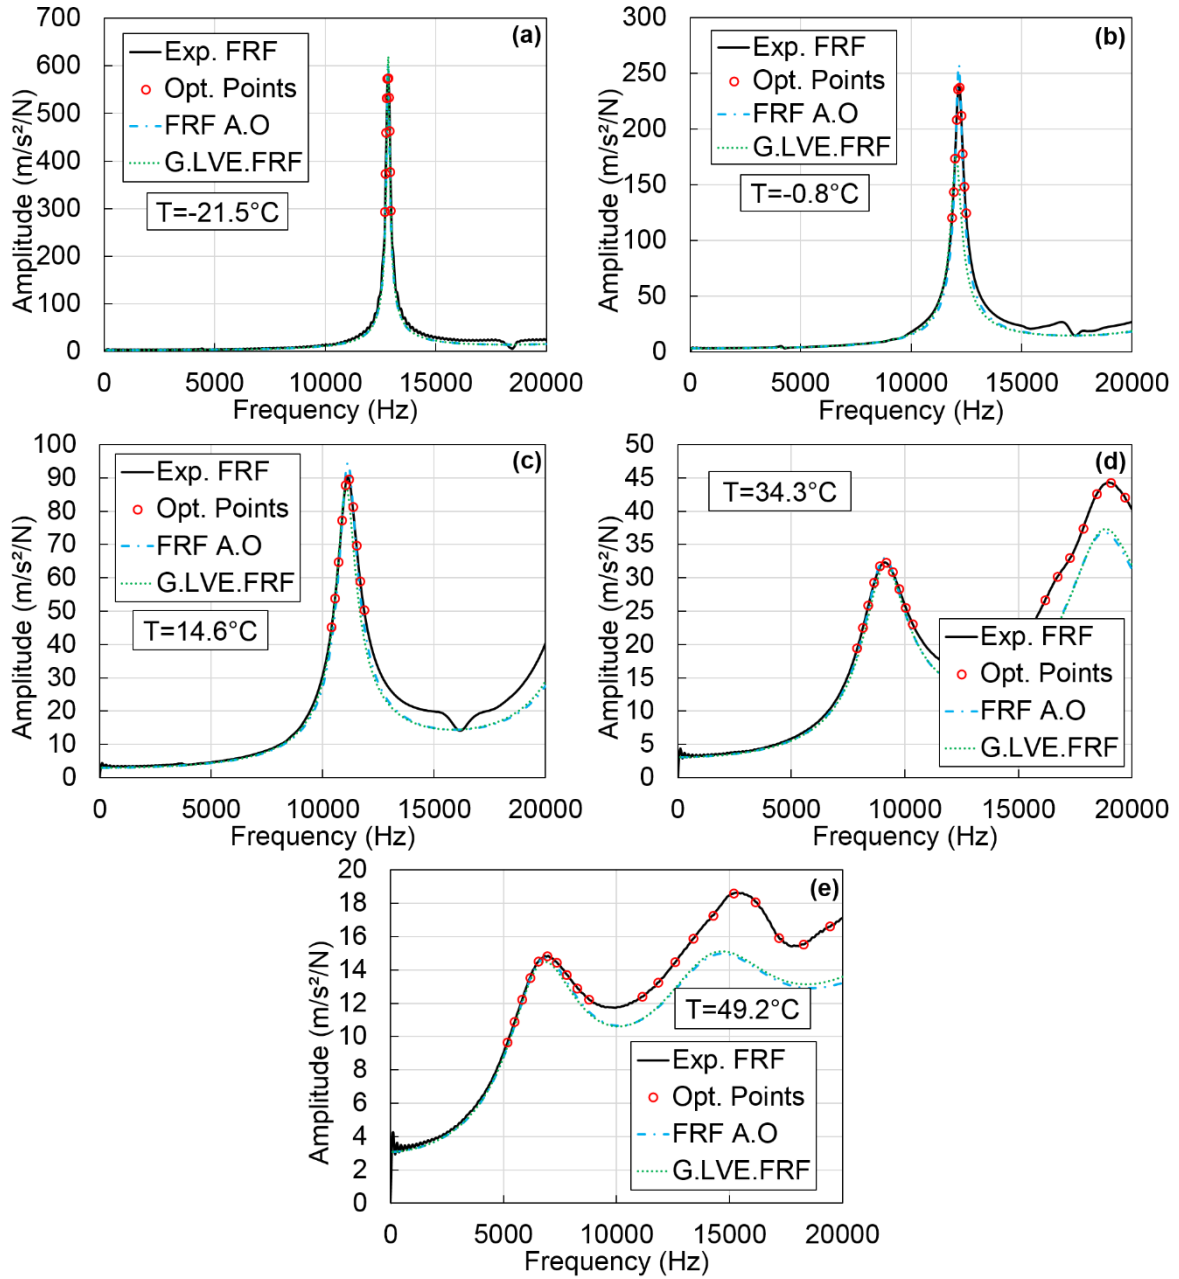 (a)
Amplitude (m/s²/N)
700
600
500
400
300
200
100
0
Exp. FRF
Opt. Points
FRF A.O
G.LVE.FRF
T=-21.5°C
0 5000 10000 15000 20000
Frequency (Hz)
(b)
Amplitude (m/s²/N)
300
250
200
150
100
50
0
Exp. FRF
Opt. Points
FRF A.O
G.LVE.FRF
T=-0.8°C
0 5000 10000 15000 20000
Frequency (Hz)
(c)
Amplitude (m/s²/N)
100
90
80
70
60
50
40
30
20
10
0
Exp. FRF
Opt. Points
FRF A.O
G.LVE.FRF
T=14.6°C
0 5000 10000 15000 20000
Frequency (Hz)
(d)
Amplitude (m/s²/N)
50
45
40
35
30
25
20
15
10
5
0
T=34.3°C
Exp. FRF
Opt. Points
FRF A.O
G.LVE.FRF
0 5000 10000 15000 20000
Frequency (Hz)
(e)
Amplitude (m/s²/N)
20
18
16
14
12
10
8
6
4
2
0
T=49.2°C
Exp. FRF
Opt. Points
FRF A.O
G.LVE.FRF
0 5000 10000 15000 20000
Frequency (Hz)